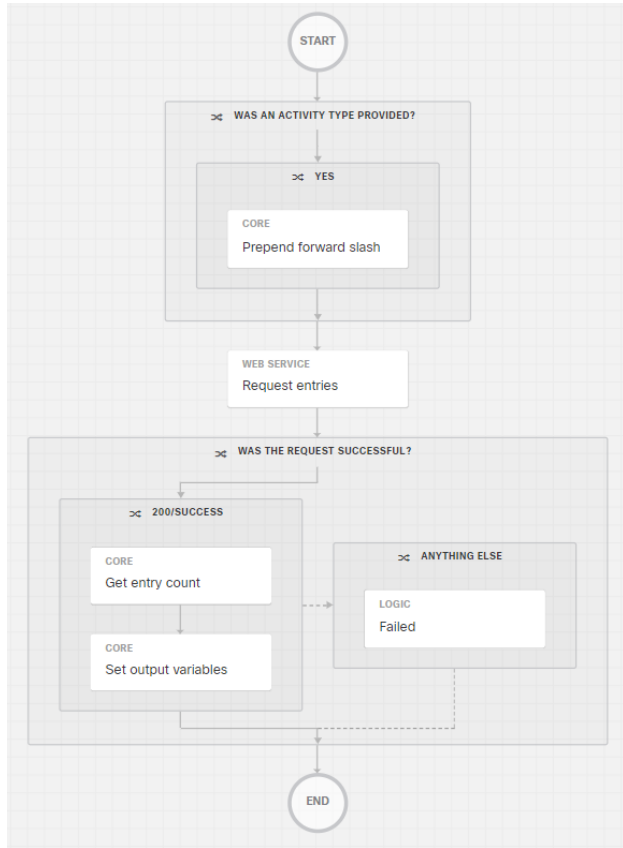 START
WAS AN ACTIVITY TYPE PROVIDED?
YES
CORE
Prepend forward slash
WEB SERVICE
Request entries
WAS THE REQUEST SUCCESSFUL?
200/SUCCESS
CORE
Get entry count
CORE
Set output variables
ANYTHING ELSE
LOGIC
Failed
END